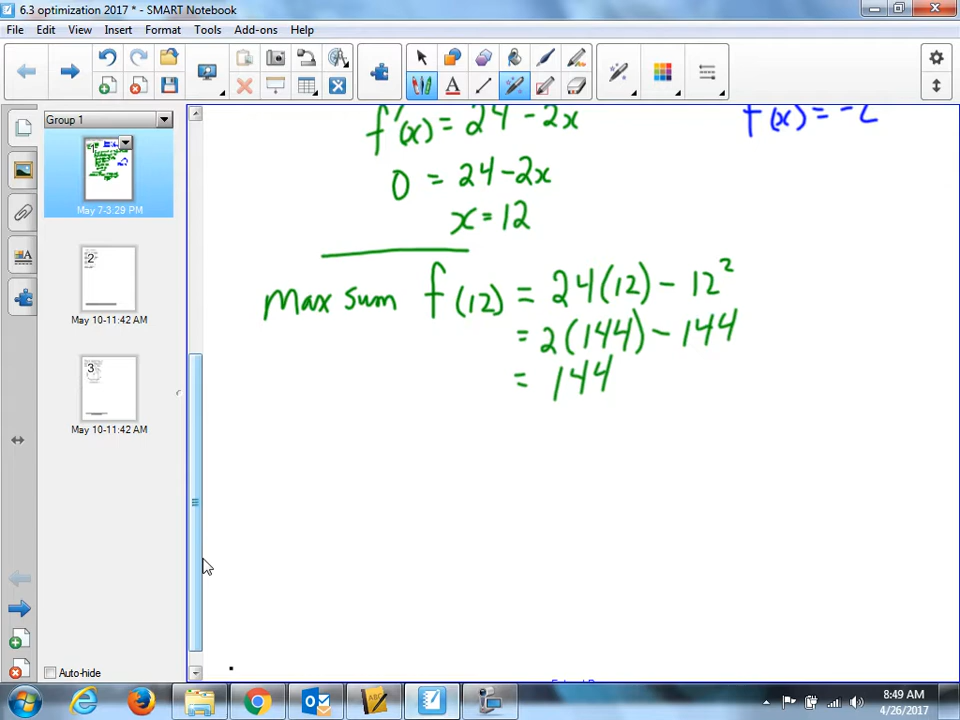 6.3 optimization 2017 * - SMART Notebook
File Edit View Insert Format Tools Add-ons Help
Group 1
May 7-3:29 PM
2
May 10-11:42 AM
3
May 10-11:42 AM
Auto-hide
f'(x) = 24 - 2x
0 = 24 - 2x
x = 12
max sum f(12) = 24(12) - 12²
= 2(144) - 144
= 144
8:49 AM
4/26/2017